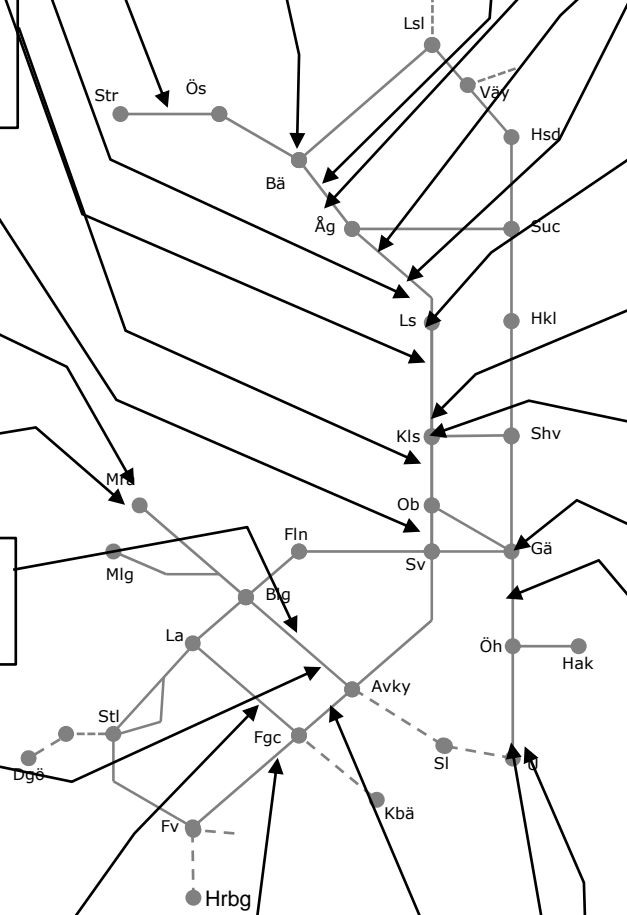 Lsl
Väy
Str
Ös
Hsd
Bä
Åg
Suc
Ls
Hkl
Kls
Shv
Mra
Ob
Fln
Sv
Gä
Mlg
Blg
La
Öh
Hak
Avky
Stl
Fgc
Sl
U
Dgö
Kbä
Fv
Hrbg